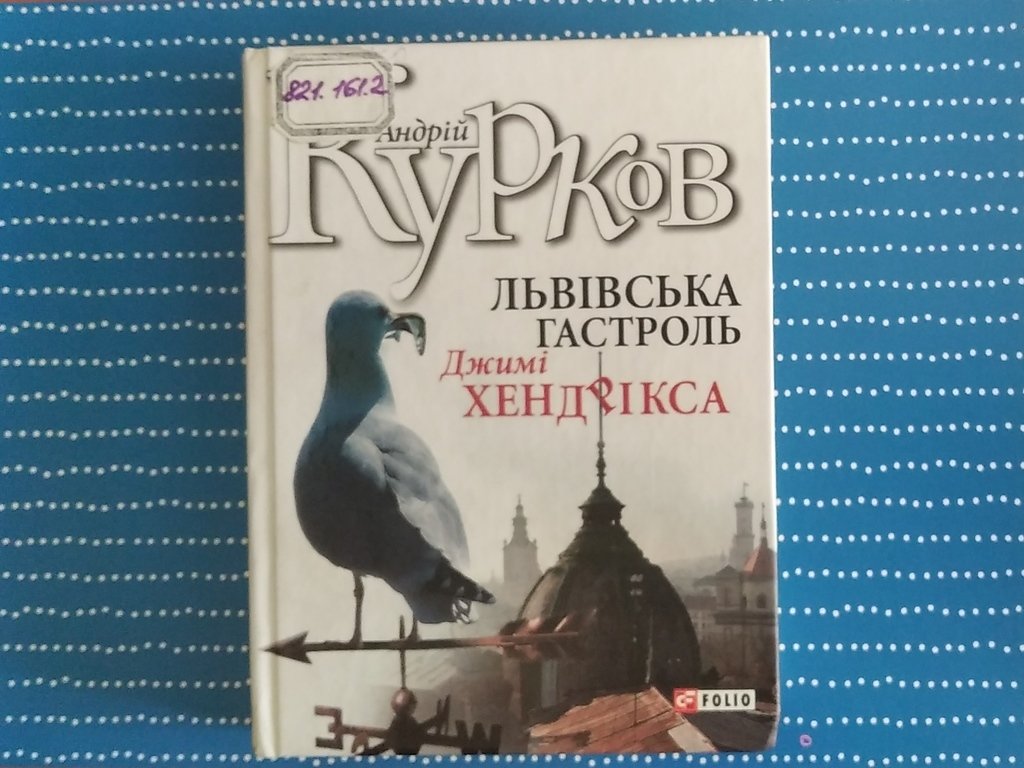 821.161.2
Андрій
Курков
ЛЬВІВСЬКА
ГАСТРОЛЬ
Джимі
ХЕНДРІКСА
З W
FOLIO